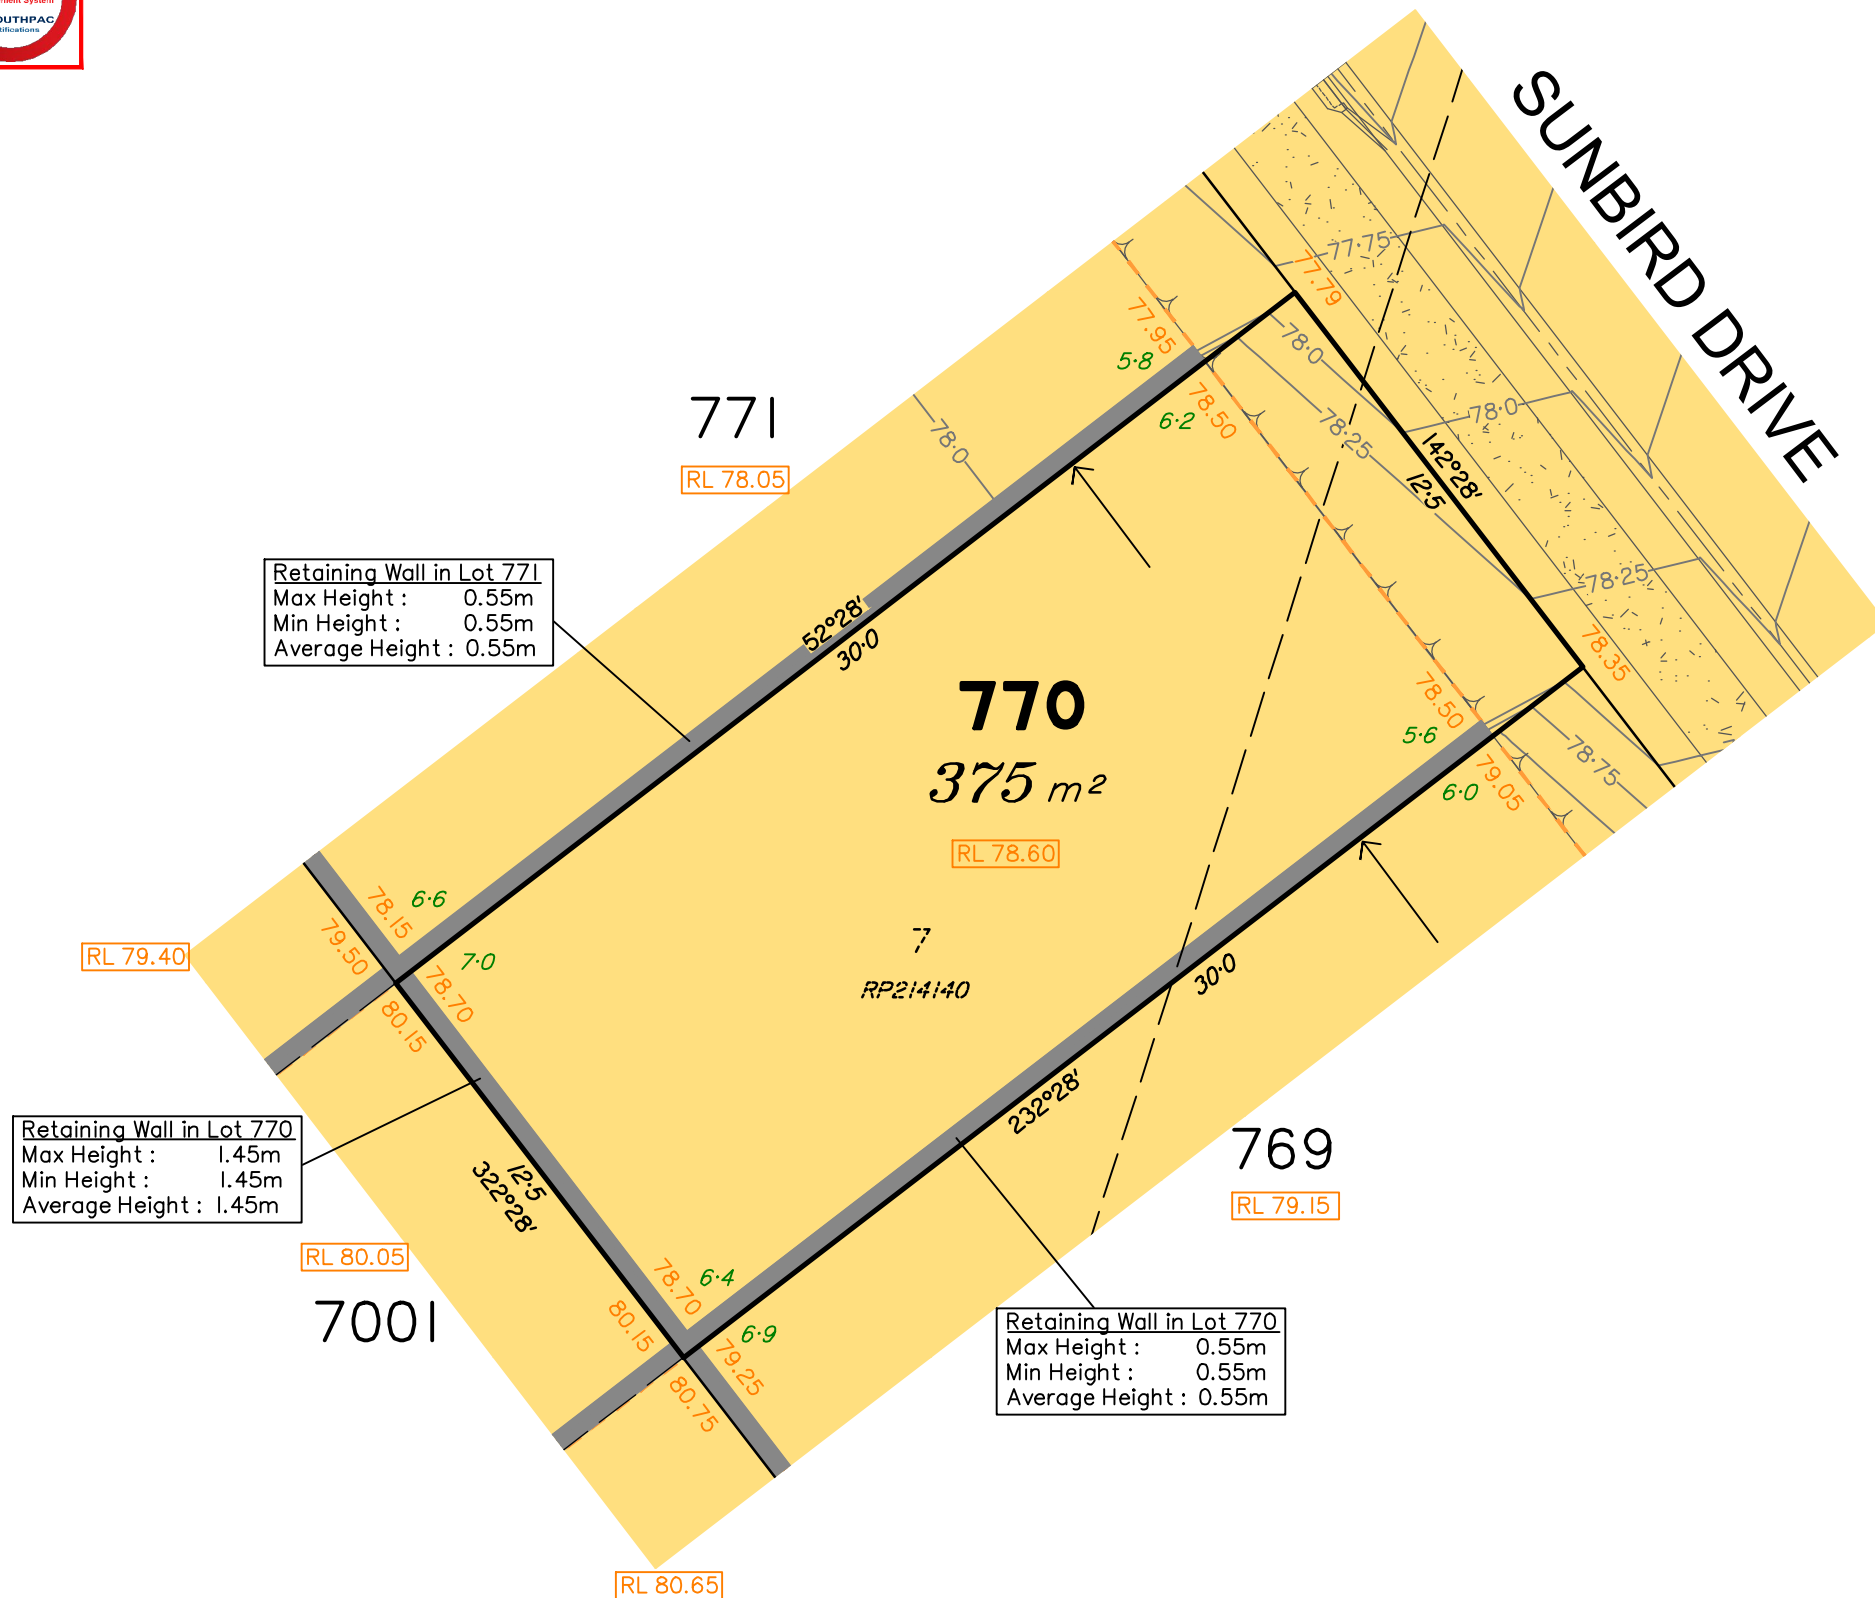 ment System
OUTHPAC
tifications
SUNBIRD DRIVE
77·75
77.79
77.95
78·0
5·8
78.50
6·2
78·25
78·0
142°28'
12·5
771
RL 78.05
78·0
78·25
Retaining Wall in Lot 771
Max Height : 0.55m
Min Height : 0.55m
Average Height : 0.55m
52°28'
30·0
78.35
770
375 m²
RL 78.60
78.50
5·6
79.05
6·0
78·75
78.15
6·6
79.50
7·0
78.70
80.15
RL 79.40
7
RP214140
30·0
232°28'
Retaining Wall in Lot 770
Max Height : 1.45m
Min Height : 1.45m
Average Height : 1.45m
12·5
322°28'
769
RL 79.15
RL 80.05
7001
78.70
6·4
80.15
6·9
79.25
80.75
Retaining Wall in Lot 770
Max Height : 0.55m
Min Height : 0.55m
Average Height : 0.55m
RL 80.65